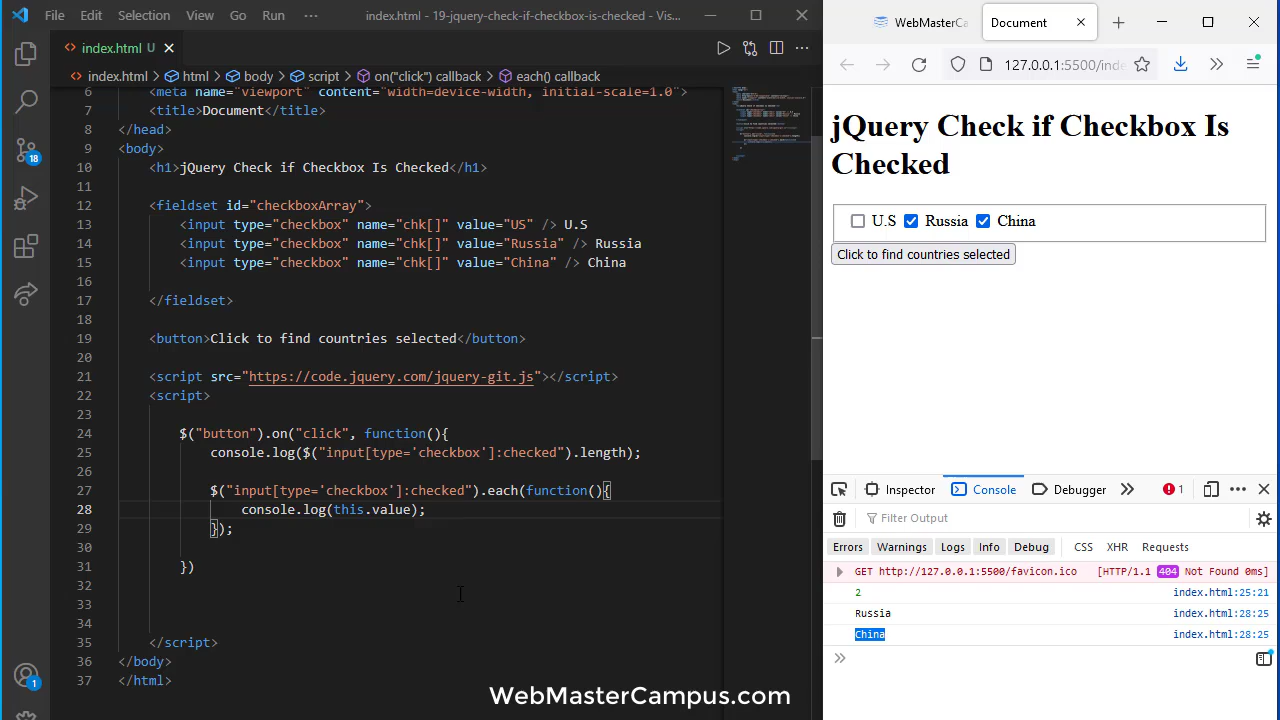 File Edit Selection View Go Run ··· index.html - 19-jquery-check-if-checkbox-is-checked - Vis...
WebMasterCa
Document
index.html U
127.0.0.1:5500/inde
index.html > html > body > script > on("click") callback > each() callback
6 <meta name="viewport" content="width=device-width, initial-scale=1.0">
7 <title>Document</title>
8 </head>
9 <body>
10 <h1>jQuery Check if Checkbox Is Checked</h1>
11
12 <fieldset id="checkboxArray">
13 <input type="checkbox" name="chk[]" value="US" /> U.S
14 <input type="checkbox" name="chk[]" value="Russia" /> Russia
15 <input type="checkbox" name="chk[]" value="China" /> China
16
17 </fieldset>
18
19 <button>Click to find countries selected</button>
20
21 <script src="https://code.jquery.com/jquery-git.js"></script>
22 <script>
23
24 $("button").on("click", function(){
25 console.log($("input[type='checkbox']:checked").length);
26
27 $("input[type='checkbox']:checked").each(function(){
28 console.log(this.value);
29 });
30
31 })
32
33
34
35 </script>
36 </body>
37 </html>
18
1
jQuery Check if Checkbox Is
Checked
U.S Russia China
Click to find countries selected
Inspector Console Debugger 1
Filter Output
Errors Warnings Logs Info Debug CSS XHR Requests
GET http://127.0.0.1:5500/favicon.ico [HTTP/1.1 404 Not Found 0ms]
2 index.html:25:21
Russia index.html:28:25
China index.html:28:25
WebMasterCampus.com